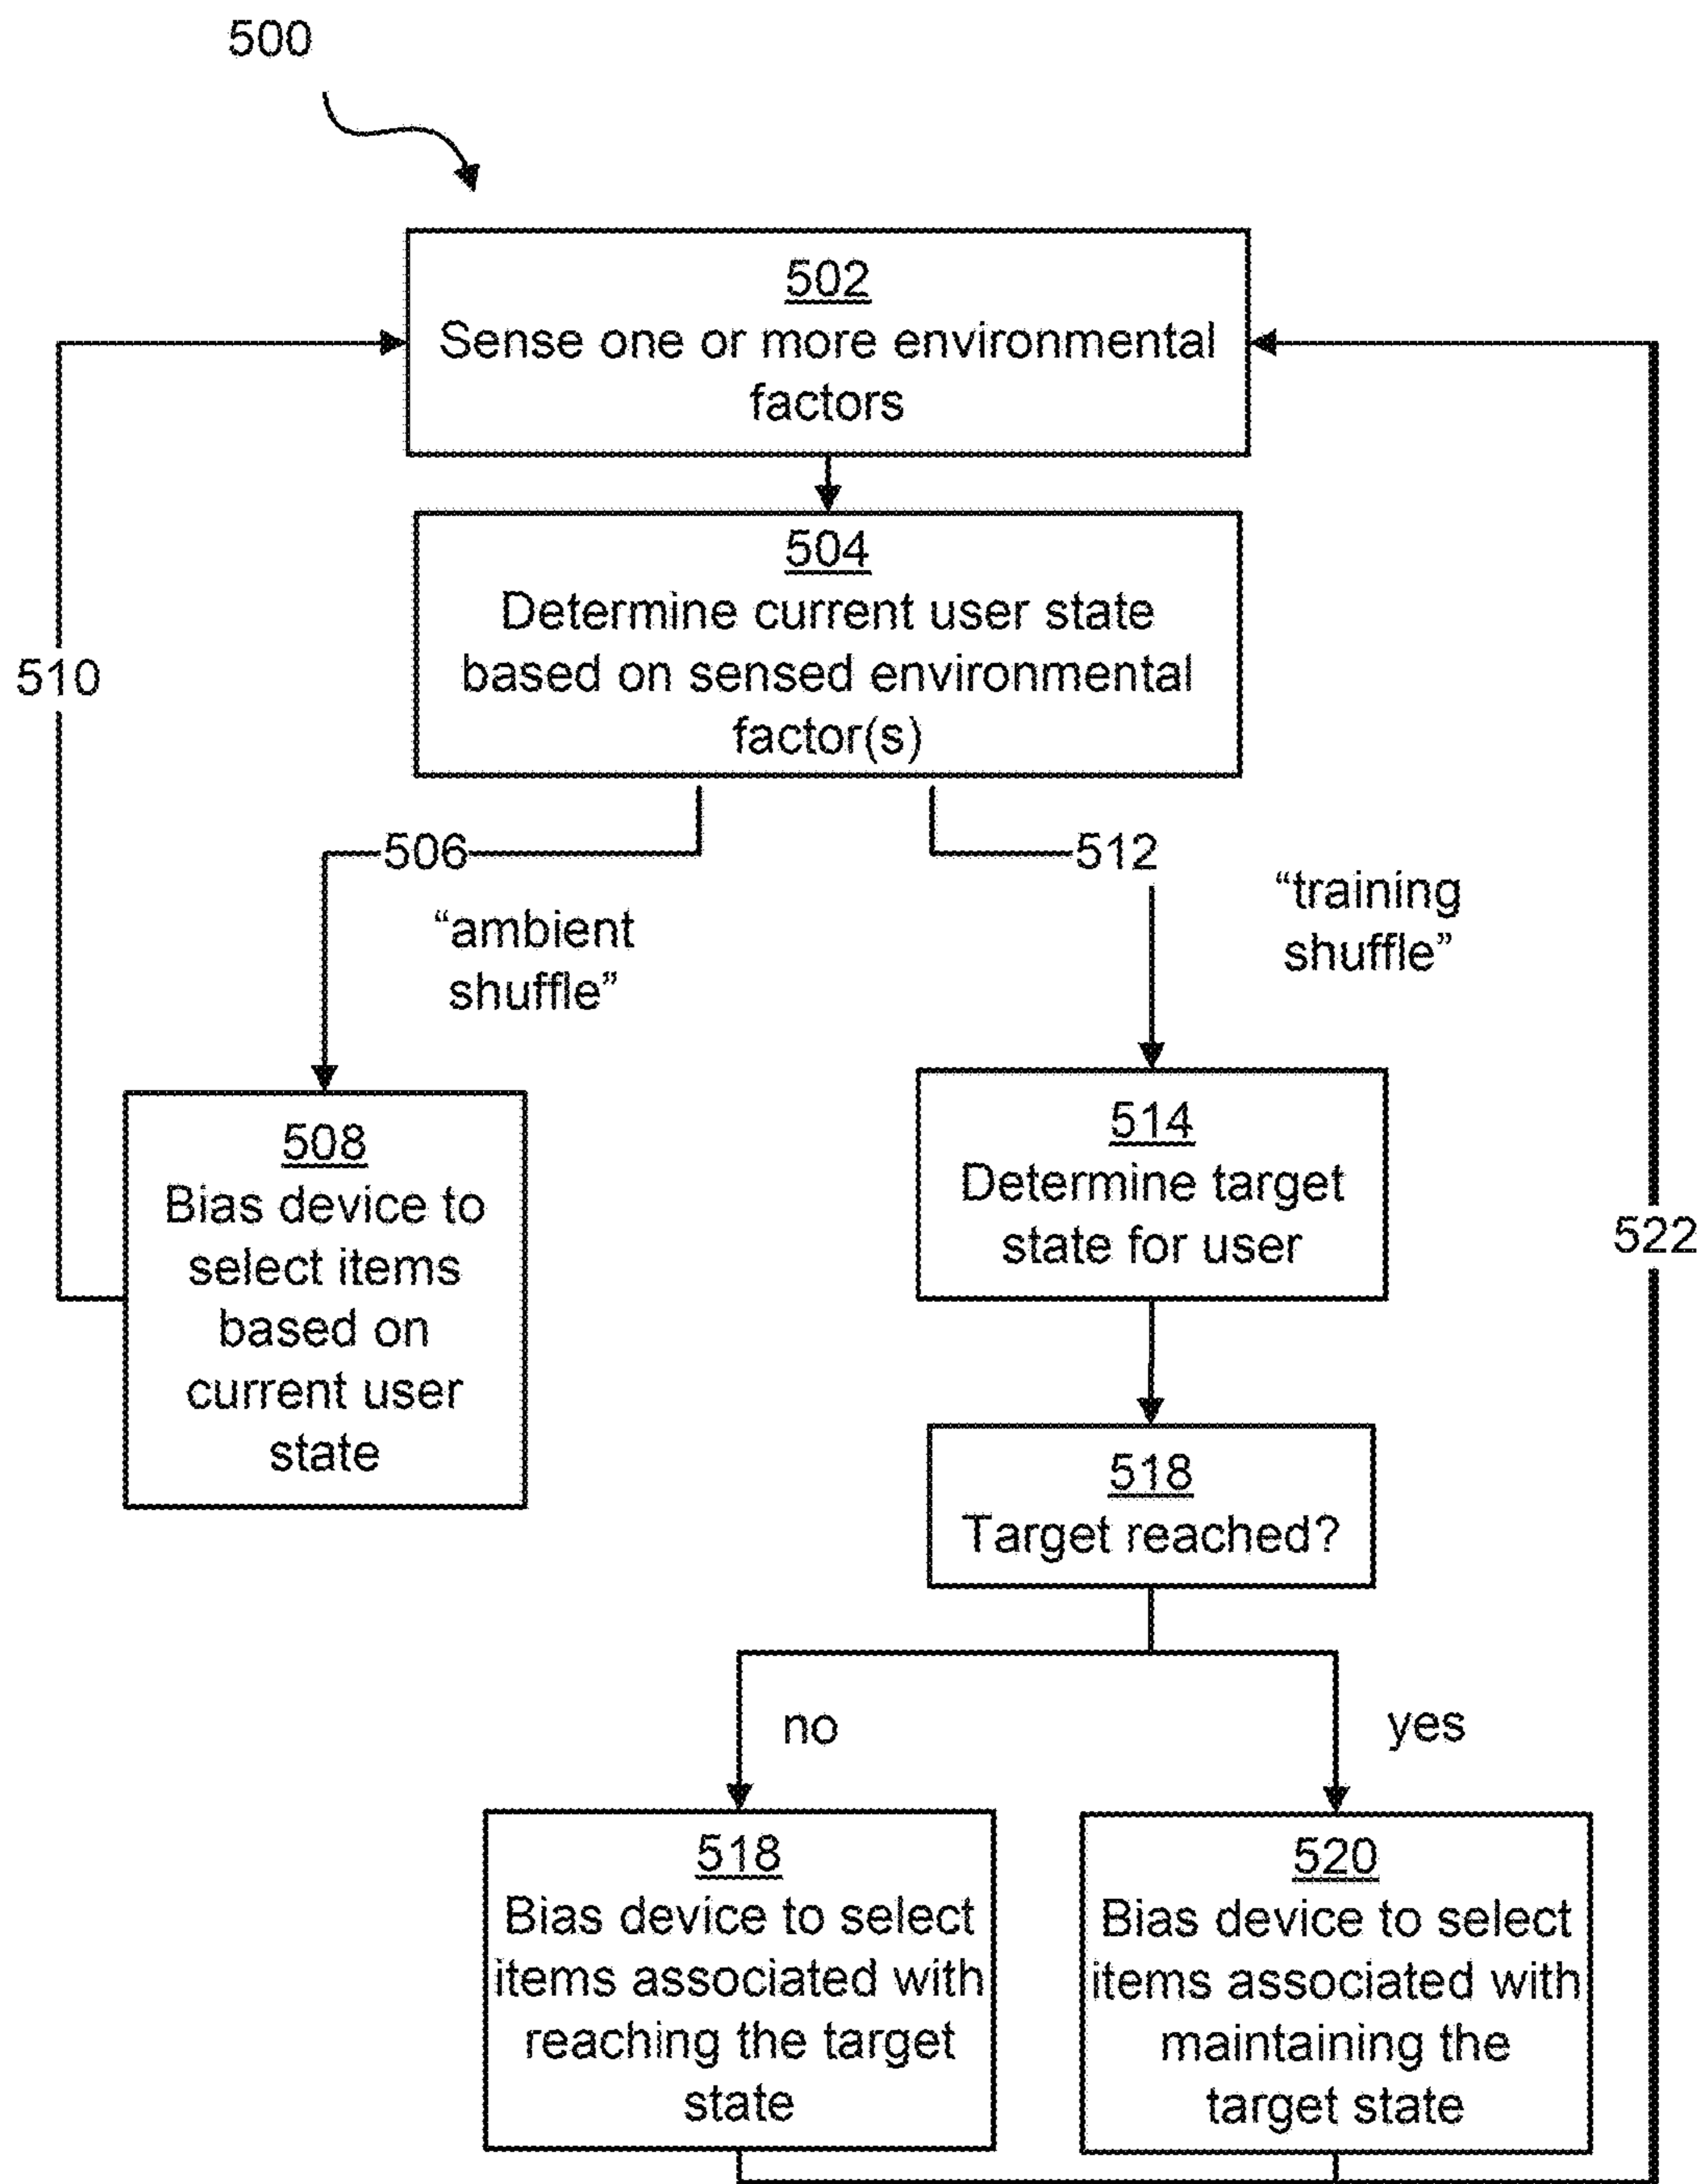 500
502
Sense one or more environmental
factors
504
Determine current user state
based on sensed environmental
factor(s)
510
506
512
“ambient
shuffle”
“training
shuffle”
508
Bias device to
select items
based on
current user
state
514
Determine target
state for user
522
518
Target reached?
no
yes
518
Bias device to select
items associated with
reaching the target
state
520
Bias device to select
items associated with
maintaining the
target state